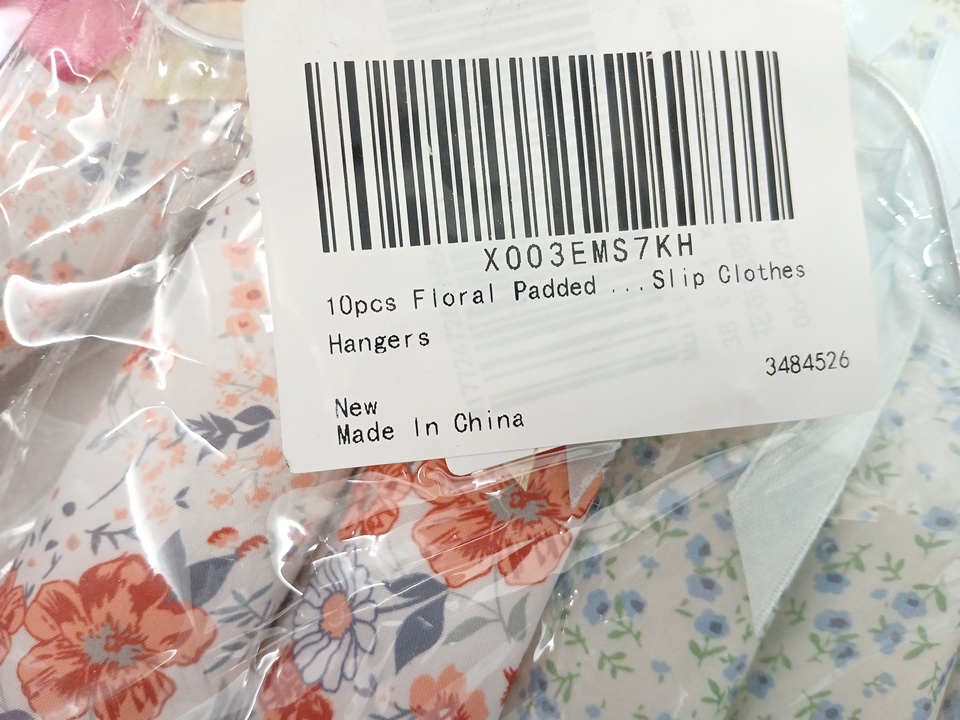 X003EMS7KH
10pcs Floral Padded ...Slip Clothes
Hangers
3484526
New
Made In China